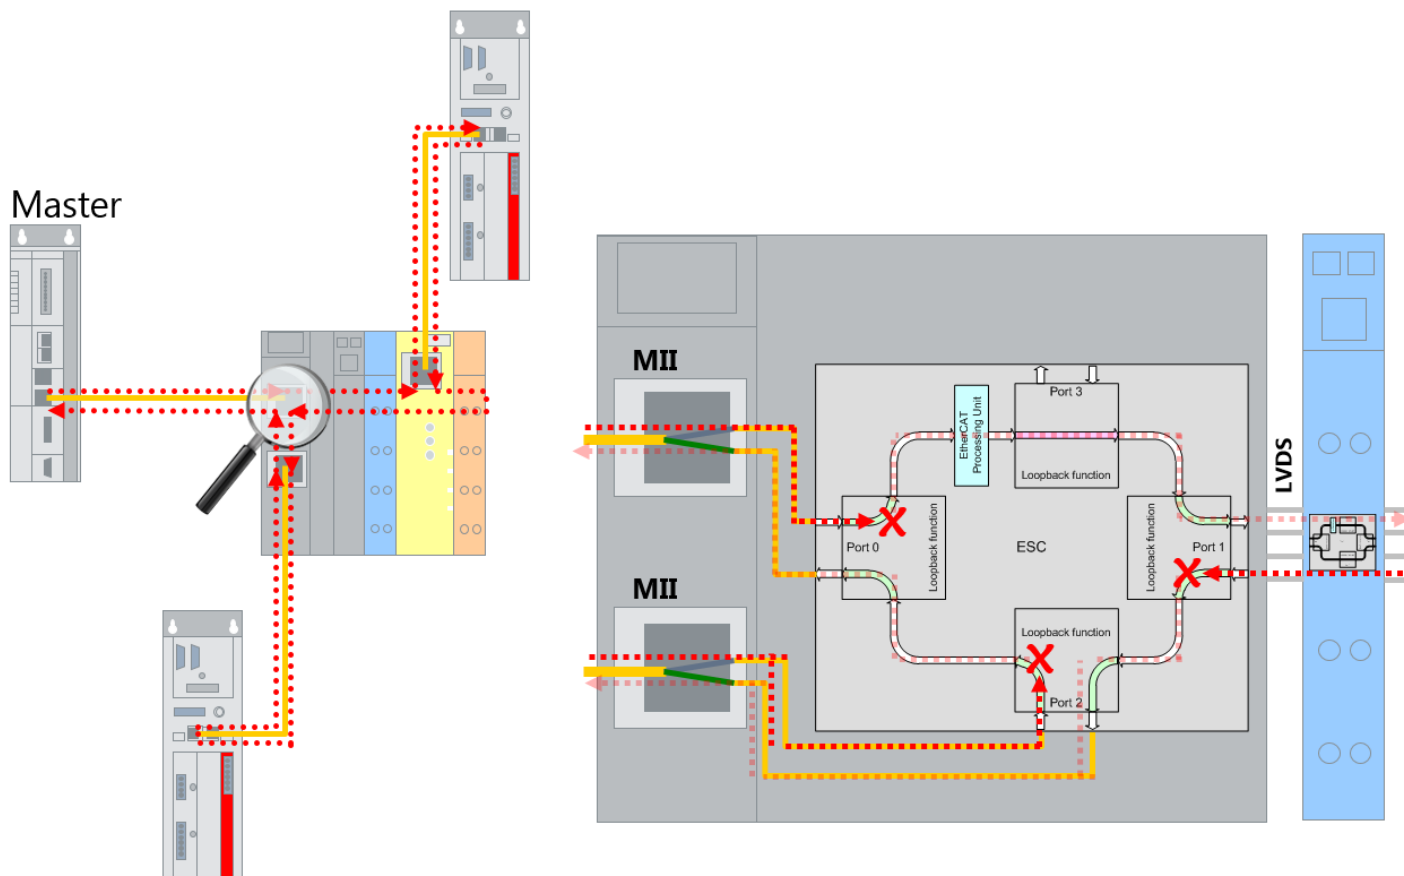 Master
MII
MII
EtherCAT
Processing Unit
Port 3
Loopback function
Port 0
Loopback function
ESC
Loopback function
Port 1
Loopback function
Port 2
LVDS